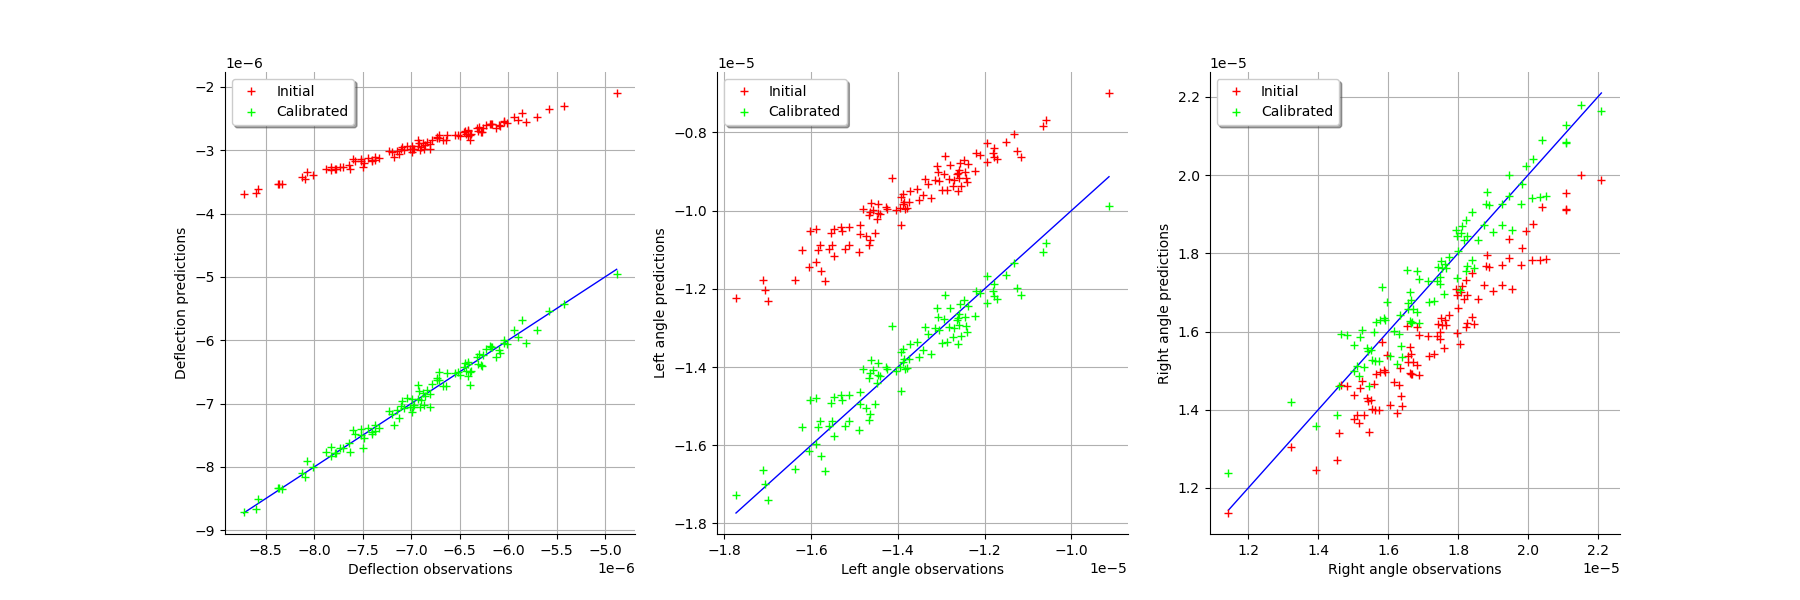 1e−6
Initial
Calibrated
Deflection predictions
−2
−3
−4
−5
−6
−7
−8
−9
−8.5 −8.0 −7.5 −7.0 −6.5 −6.0 −5.5 −5.0
Deflection observations
1e−6
1e−5
Initial
Calibrated
Left angle predictions
−0.8
−1.0
−1.2
−1.4
−1.6
−1.8
−1.8 −1.6 −1.4 −1.2 −1.0
Left angle observations
1e−5
1e−5
Initial
Calibrated
Right angle predictions
2.2
2.0
1.8
1.6
1.4
1.2
1.2 1.4 1.6 1.8 2.0 2.2
Right angle observations
1e−5